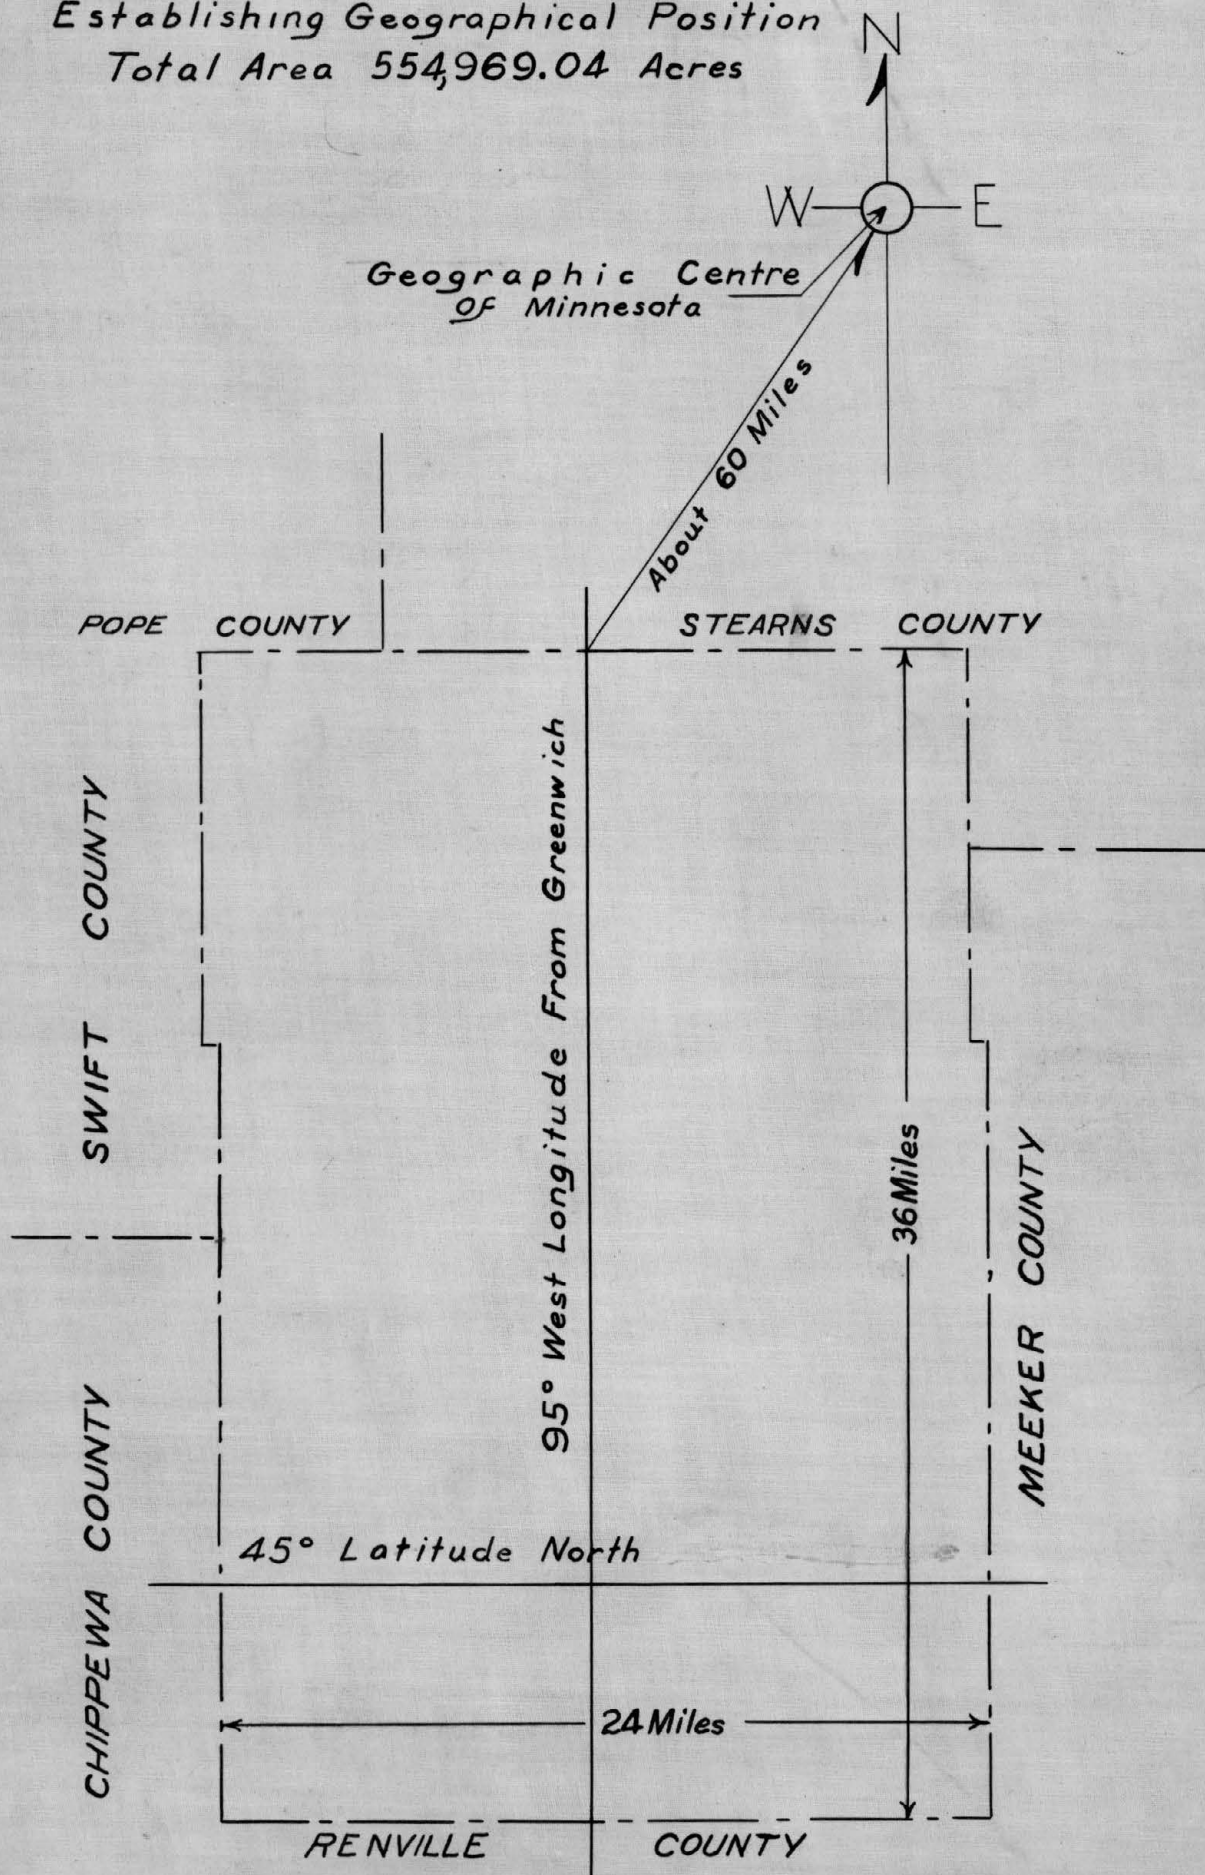 Establishing Geographical Position
Total Area 554,969.04 Acres
N
W
E
Geographic Centre
OF Minnesota
About 60 Miles
POPE COUNTY
STEARNS COUNTY
SWIFT COUNTY
95° West Longitude From Greenwich
36 Miles
MEEKER COUNTY
CHIPPEWA COUNTY
45° Latitude North
24 Miles
RENVILLE COUNTY